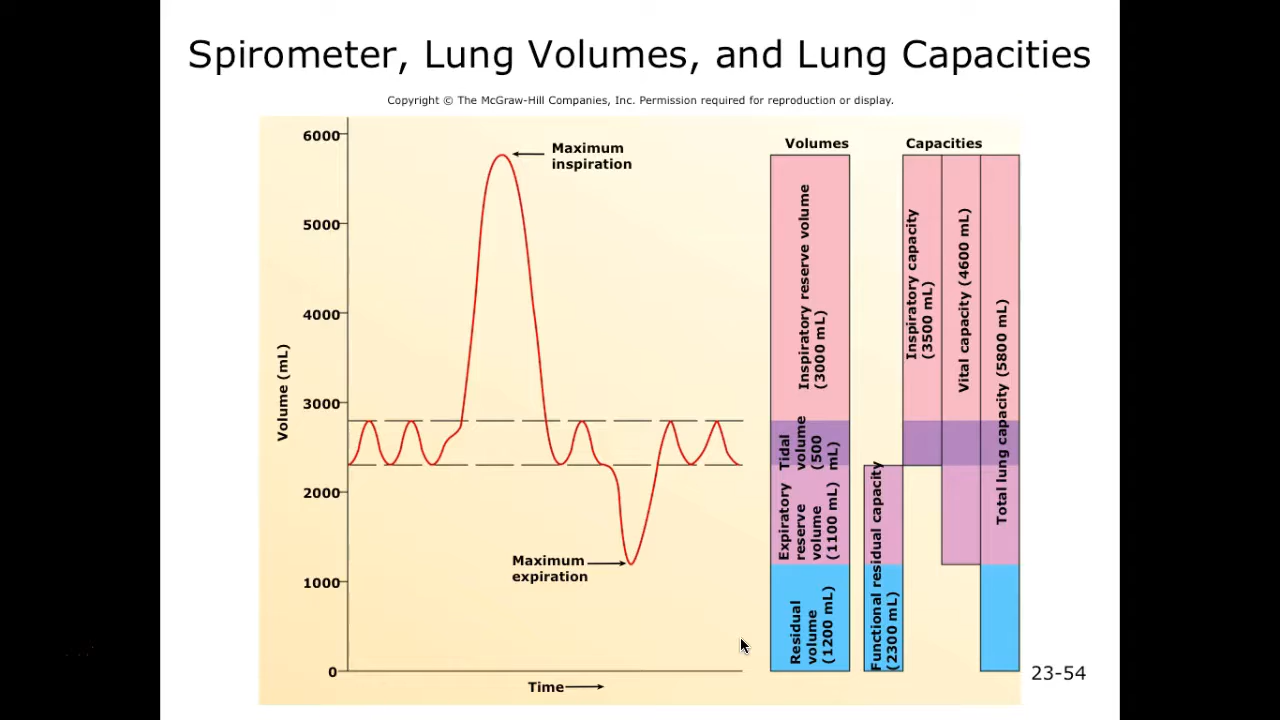 Spirometer, Lung Volumes, and Lung Capacities
Copyright © The McGraw-Hill Companies, Inc. Permission required for reproduction or display.
6000
5000
4000
3000
2000
1000
0
Volume (mL)
Maximum
inspiration
Maximum
expiration
Time
Volumes
Inspiratory reserve volume
(3000 mL)
Tidal
volume
(500
mL)
Expiratory
reserve
volume
(1100 mL)
Residual
volume
(1200 mL)
Capacities
Functional residual capacity
(2300 mL)
Inspiratory capacity
(3500 mL)
Vital capacity (4600 mL)
Total lung capacity (5800 mL)
23-54